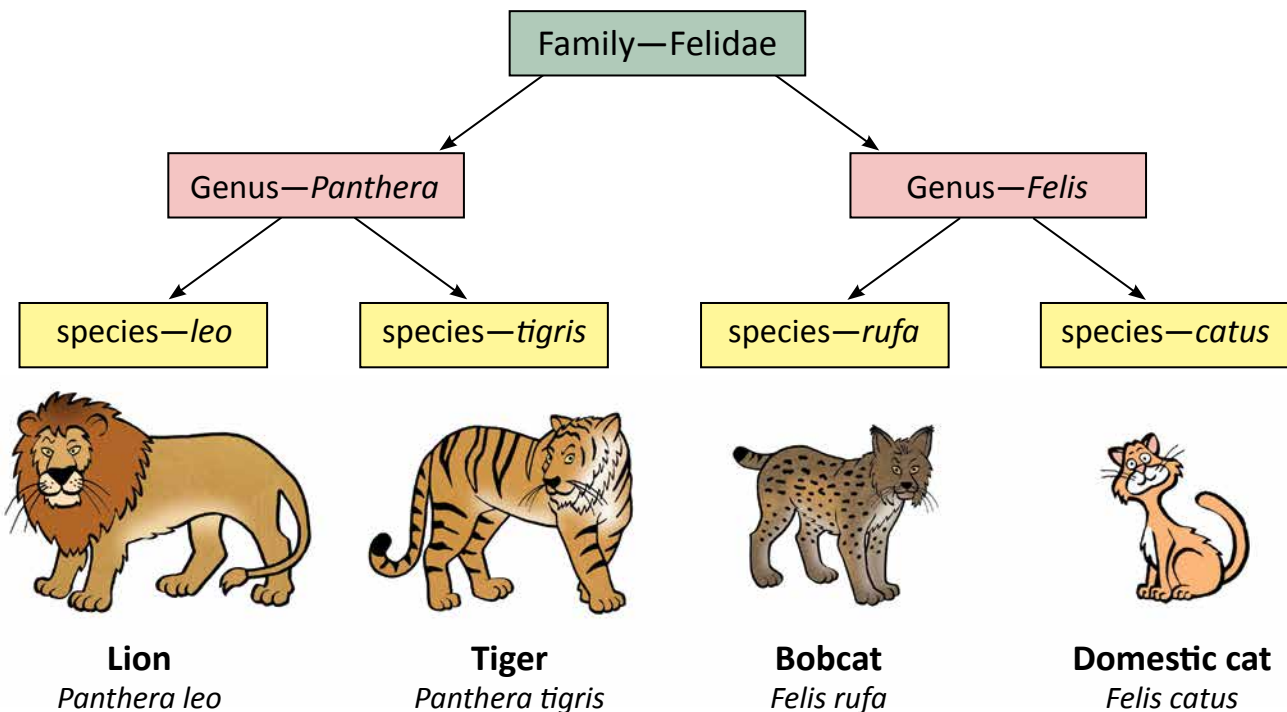 Family—Felidae
Genus—Panthera
Genus—Felis
species—leo
species—tigris
species—rufa
species—catus
Lion
Panthera leo
Tiger
Panthera tigris
Bobcat
Felis rufa
Domestic cat
Felis catus